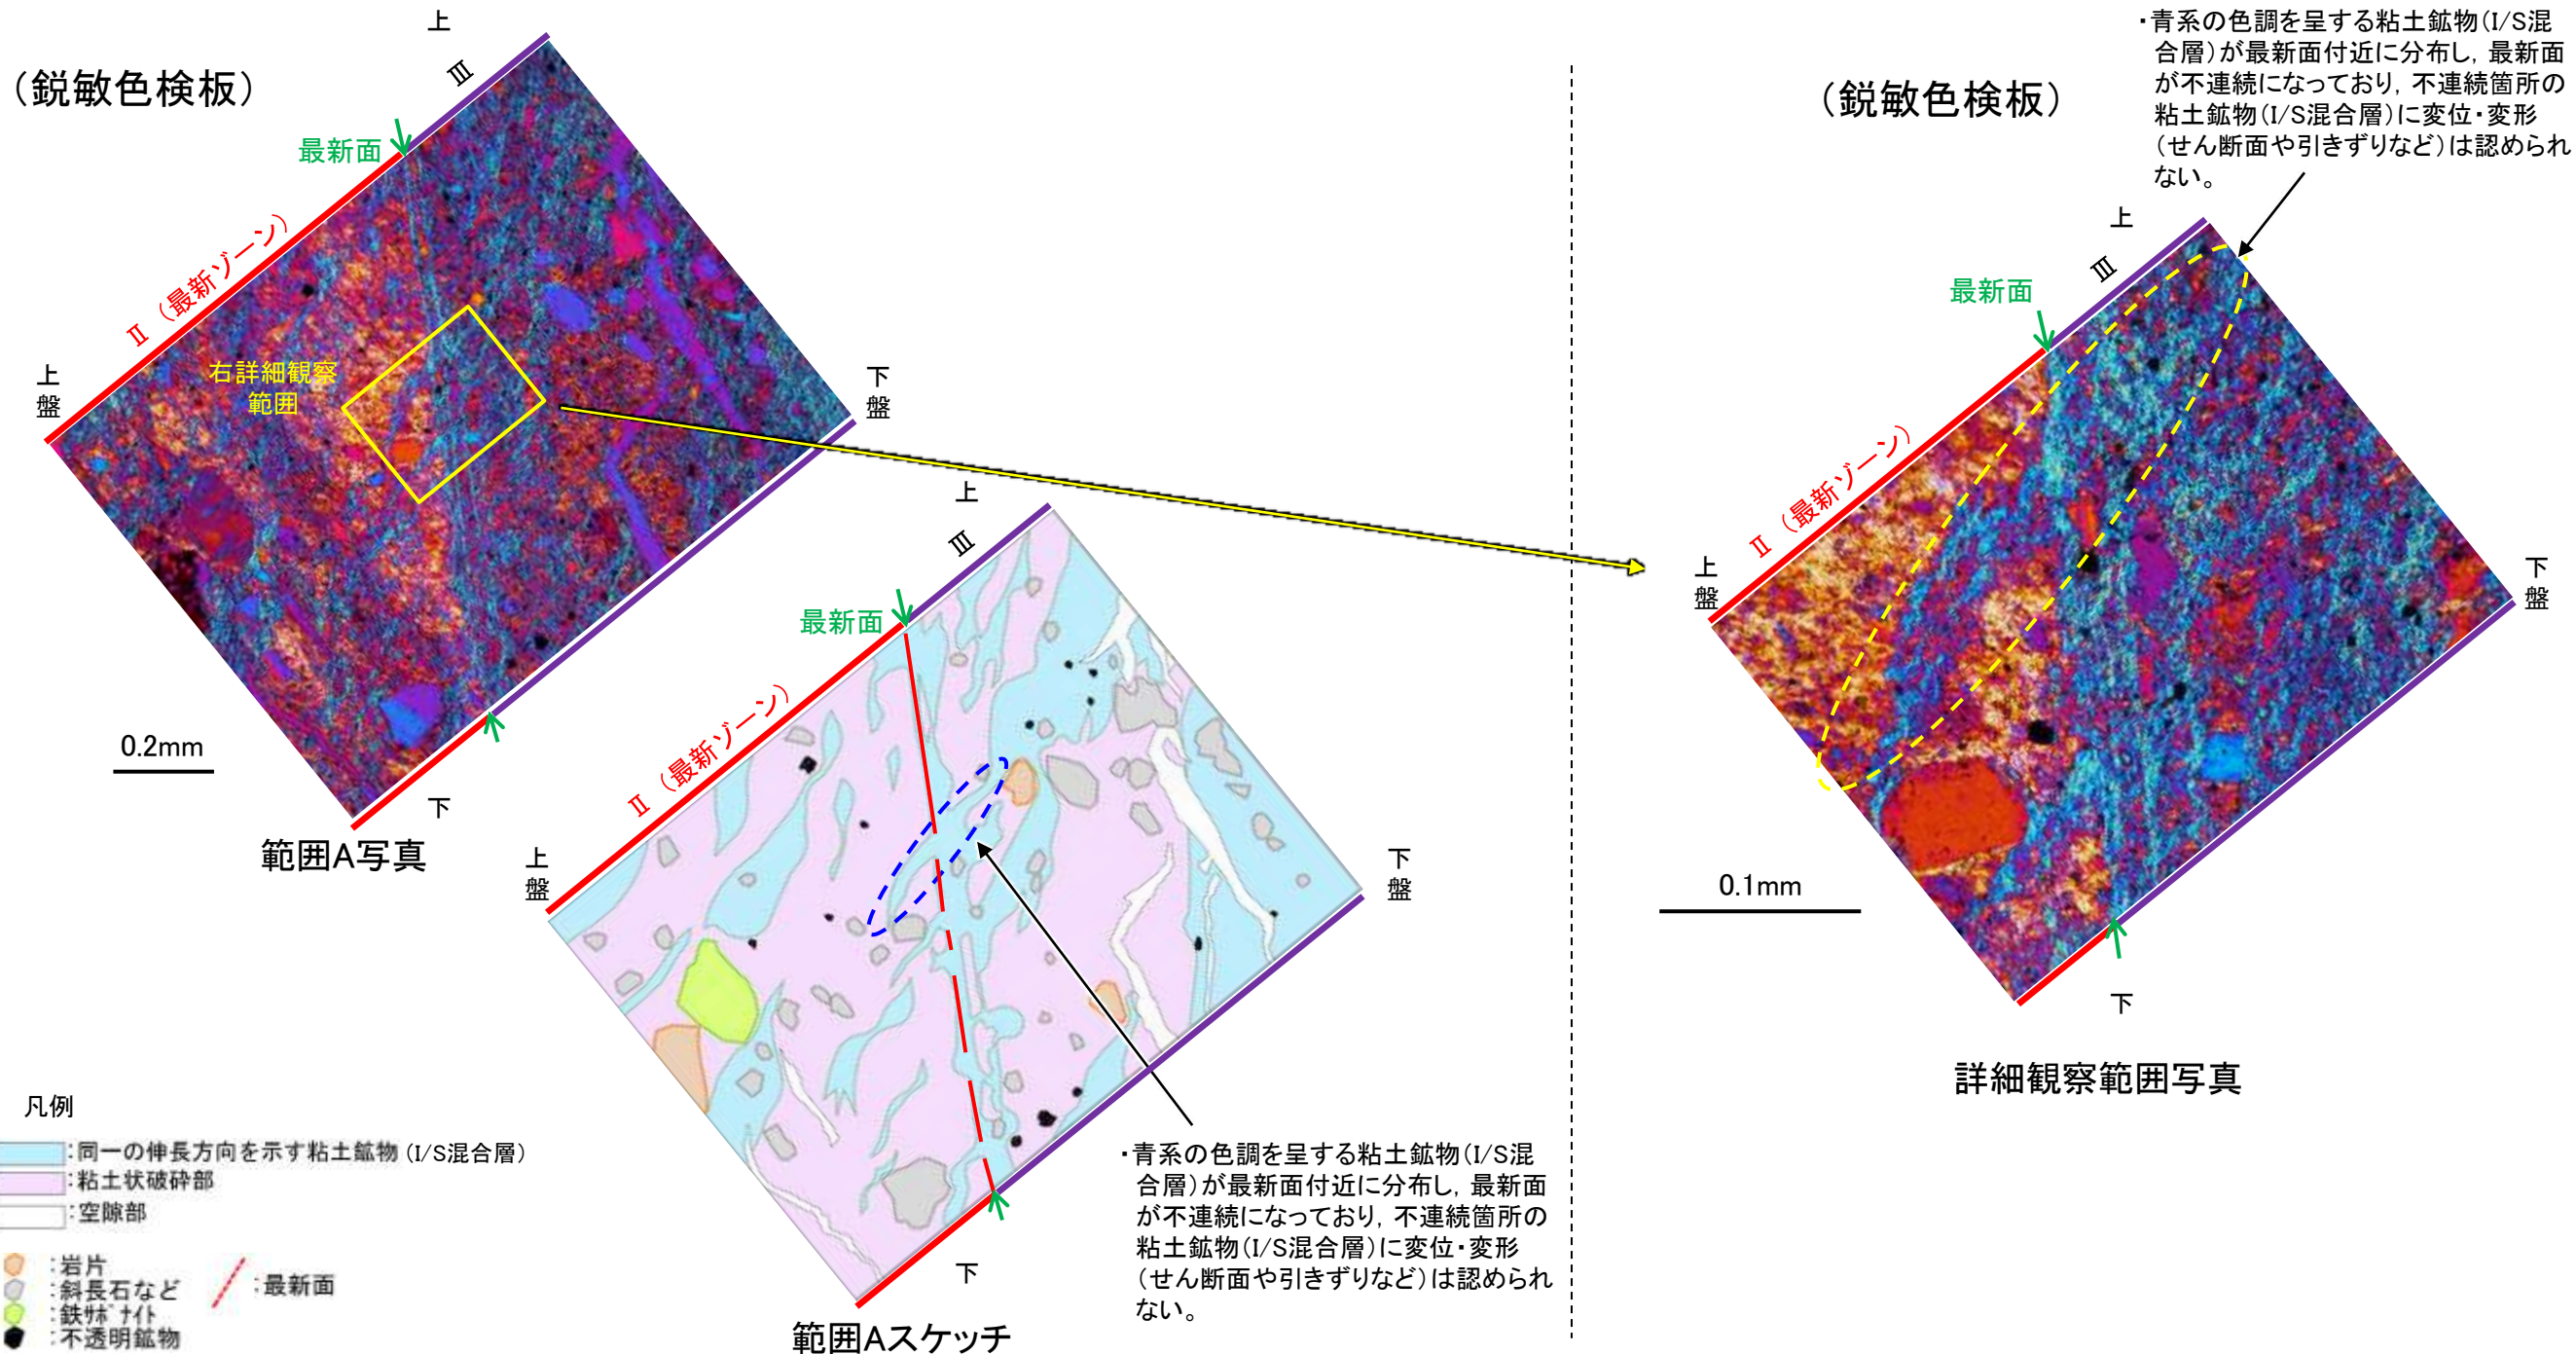 (鋭敏色検板)
上
Ⅲ
最新面
Ⅱ (最新ゾーン)
上
盤
右詳細観察
範囲
下
盤
0.2mm
下
範囲A写真
上
Ⅲ
最新面
Ⅱ (最新ゾーン)
上
盤
下
盤
下
範囲Aスケッチ
・青系の色調を呈する粘土鉱物(I/S混
合層)が最新面付近に分布し, 最新面
が不連続になっており, 不連続箇所の
粘土鉱物(I/S混合層)に変位・変形
(せん断面や引きずりなど)は認められ
ない。
凡例
:同一の伸長方向を示す粘土鉱物 (I/S混合層)
:粘土状破砕部
:空隙部
:岩片
:斜長石など
:鉄サポナイト
:不透明鉱物
:最新面
(鋭敏色検板)
・青系の色調を呈する粘土鉱物(I/S混
合層)が最新面付近に分布し, 最新面
が不連続になっており, 不連続箇所の
粘土鉱物(I/S混合層)に変位・変形
(せん断面や引きずりなど)は認められ
ない。
上
Ⅲ
最新面
Ⅱ (最新ゾーン)
上
盤
下
盤
0.1mm
下
詳細観察範囲写真